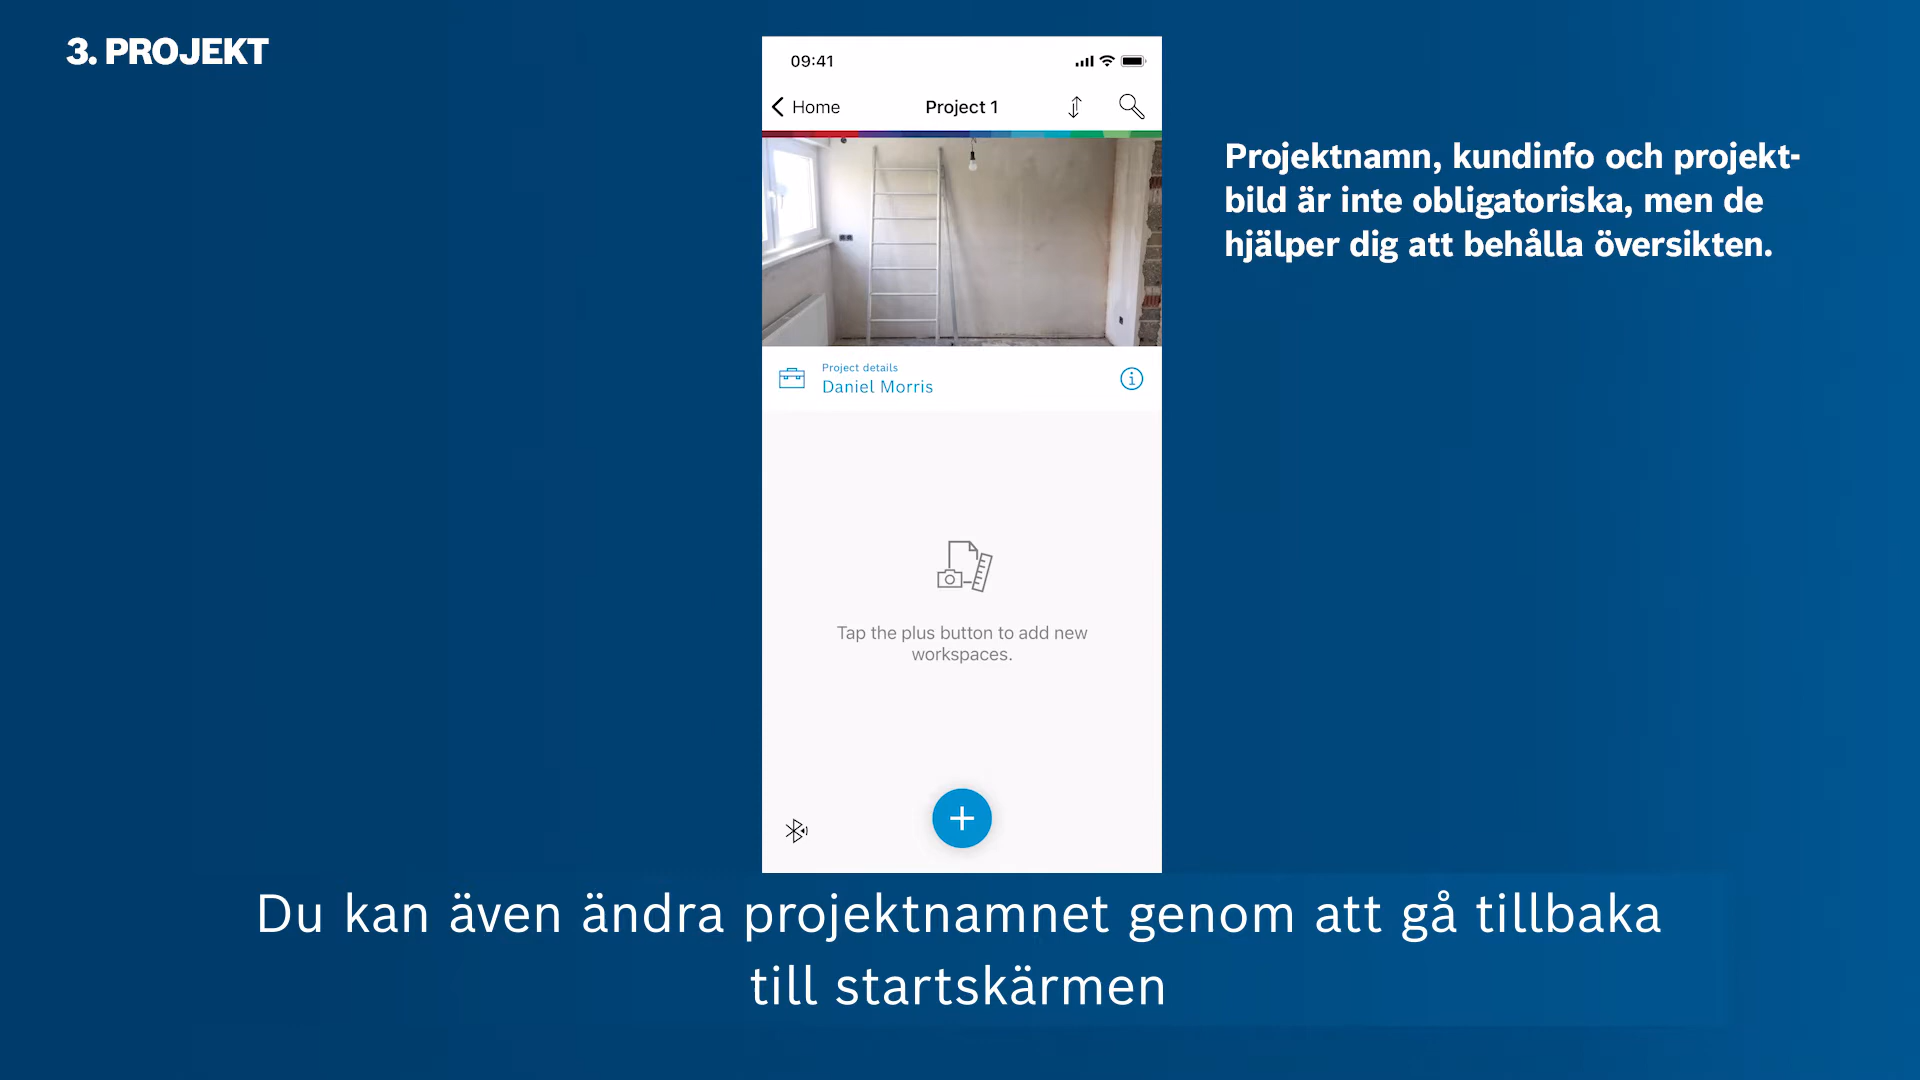 3. PROJEKT
09:41
Home
Project 1
Projektnamn, kundinfo och projekt-
bild är inte obligatoriska, men de
hjälper dig att behålla översikten.
Project details
Daniel Morris
Tap the plus button to add new
workspaces.
Du kan även ändra projektnamnet genom att gå tillbaka
till startskärmen